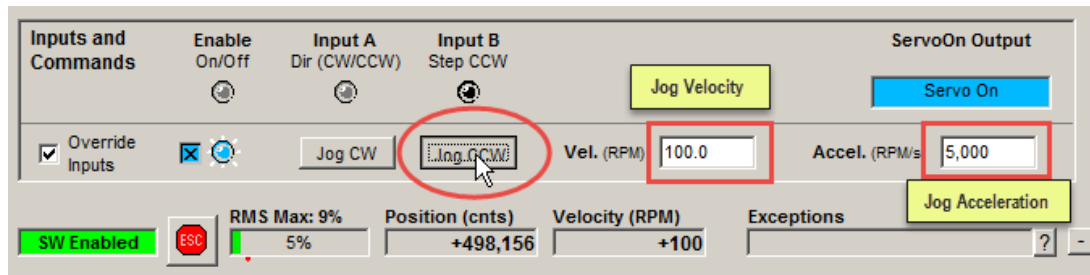 Inputs and Commands
Enable On/Off
Input A Dir (CW/CCW)
Input B Step CCW
ServoOn Output
Jog Velocity
Servo On
Override Inputs
Jog CW
Jog CCW
Vel. (RPM)
100.0
Accel. (RPM/s
5,000
Jog Acceleration
SW Enabled
ESC
RMS Max: 9%
5%
Position (cnts)
+498,156
Velocity (RPM)
+100
Exceptions
?
-